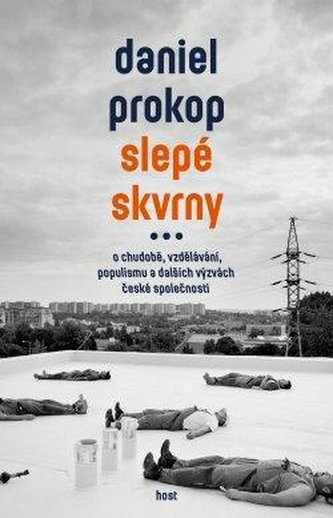 daniel
prokop
slepé
skvrny
•••
o chudobě, vzdělávání,
populismu a dalších výzvách
české společnosti
host